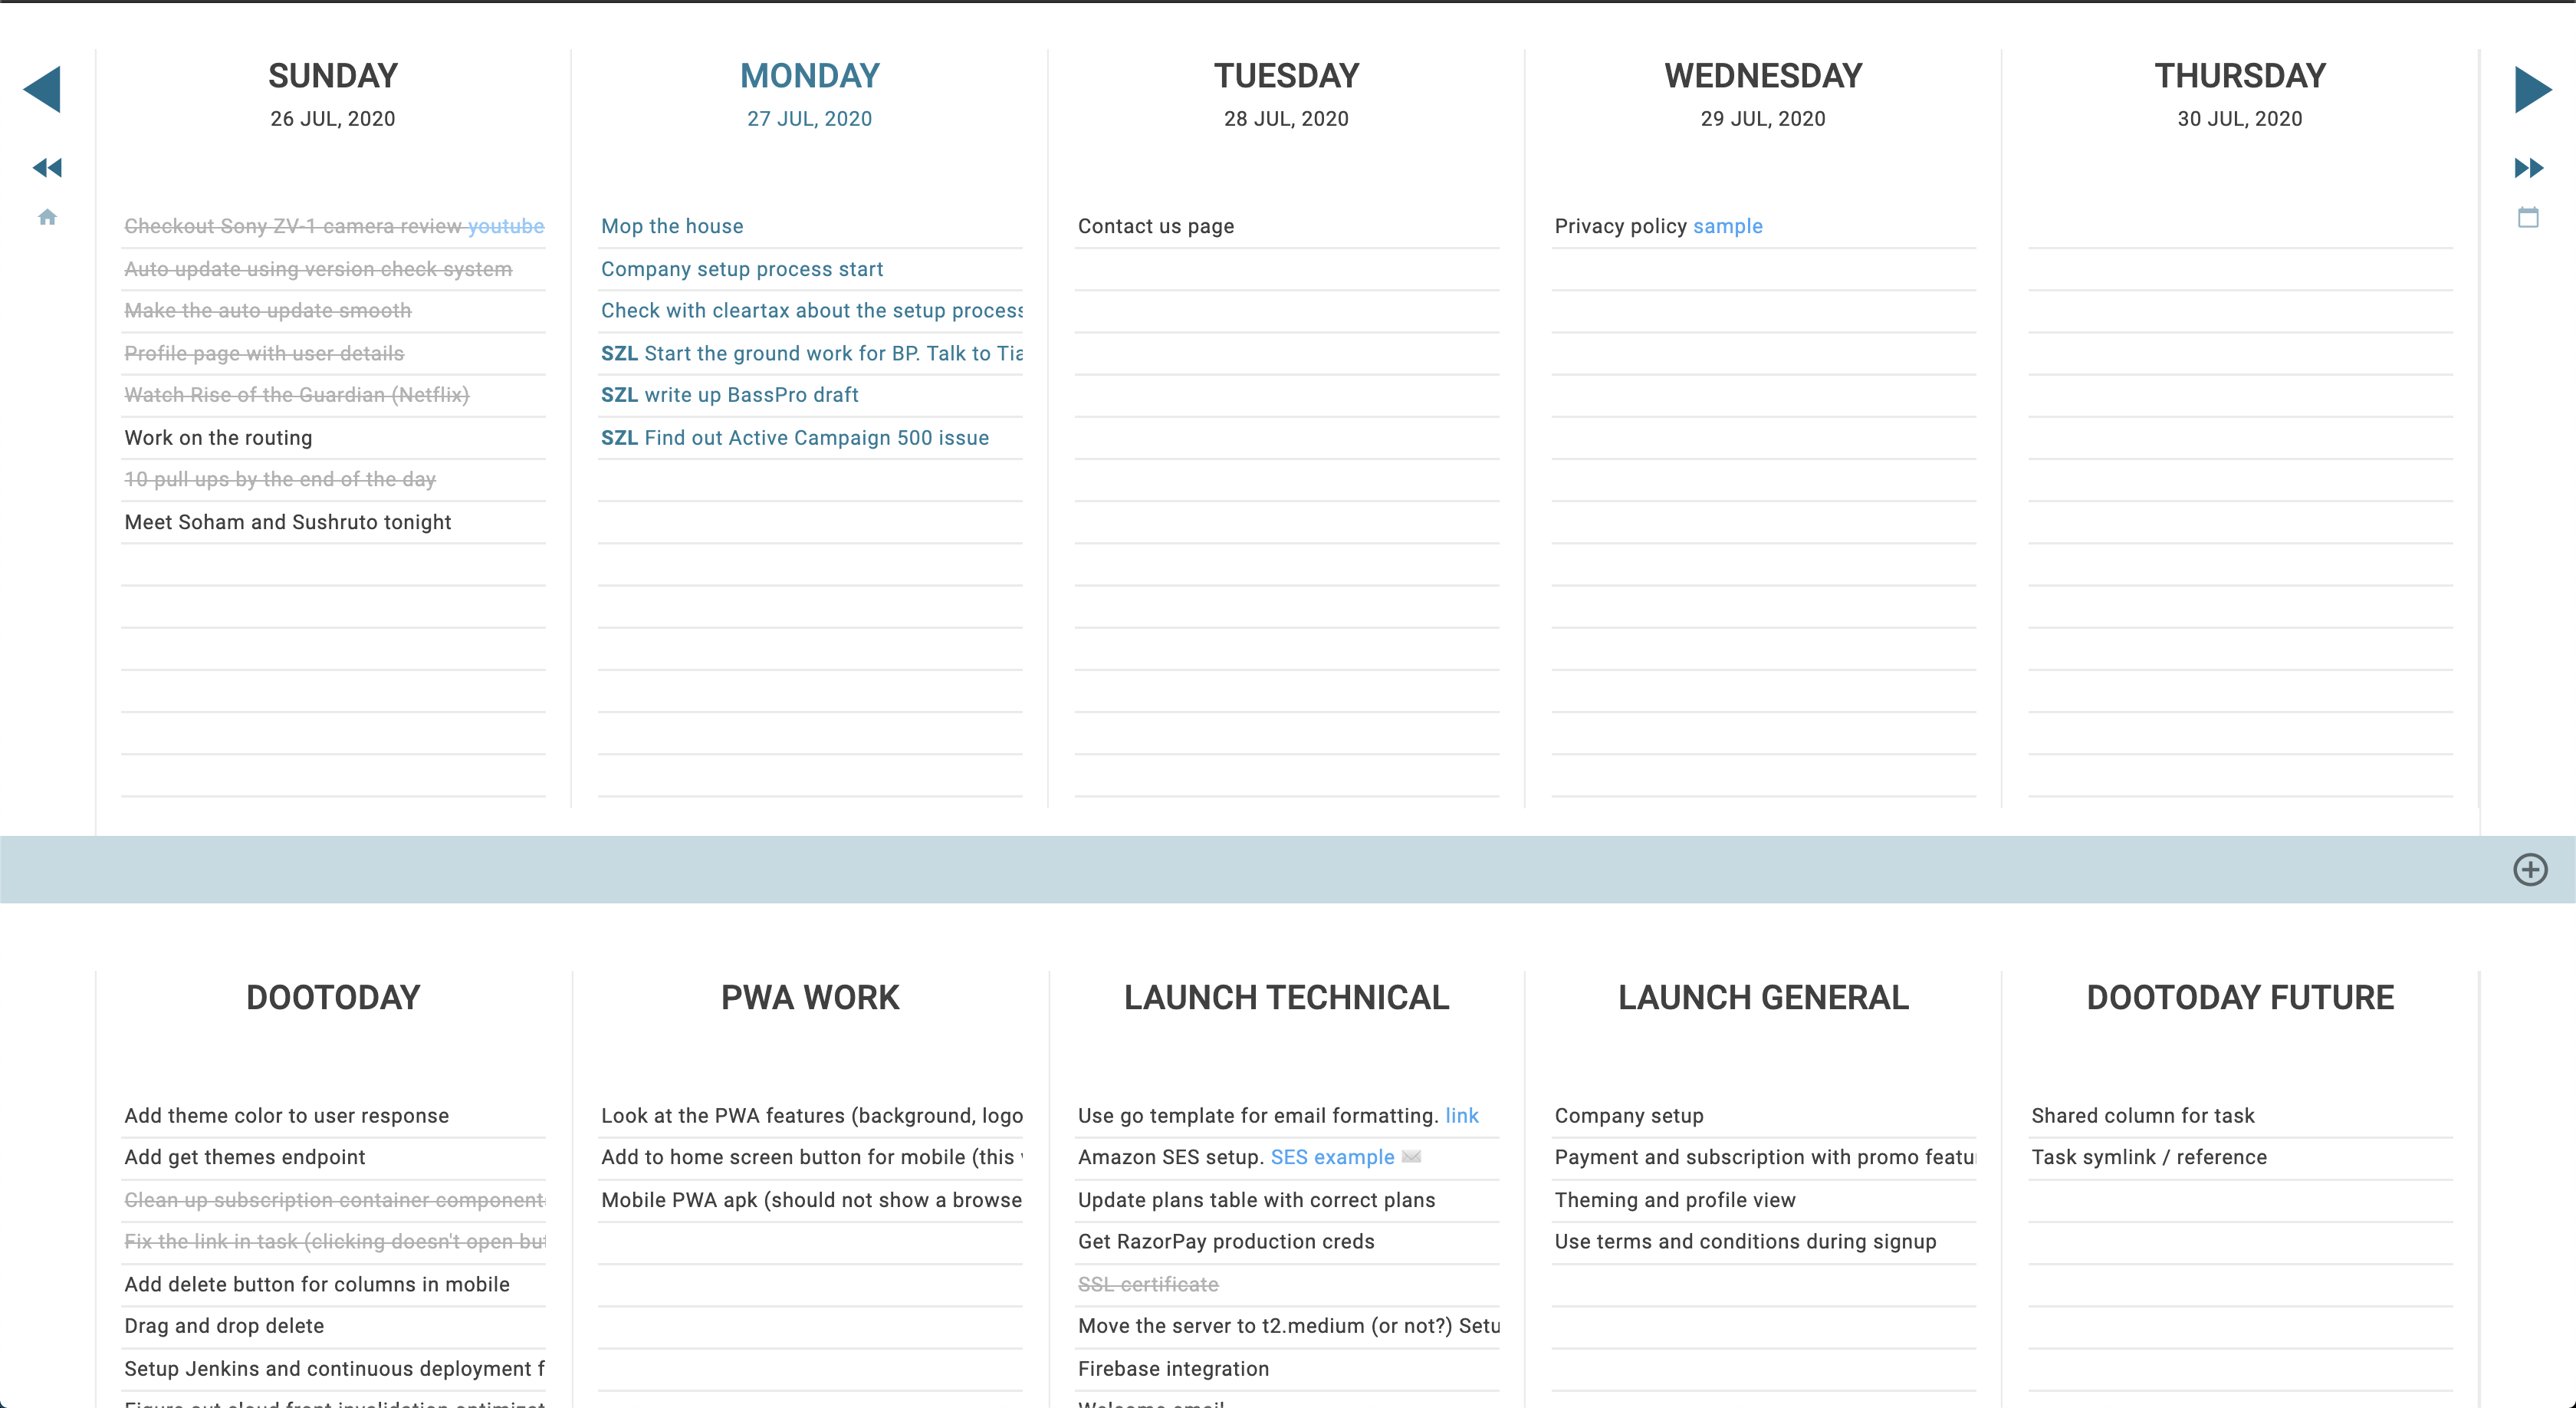 SUNDAY
26 JUL, 2020
Checkout Sony ZV-1 camera review youtube
Auto update using version check system
Make the auto update smooth
Profile page with user details
Watch Rise of the Guardian (Netflix)
Work on the routing
10 pull ups by the end of the day
Meet Soham and Sushruto tonight
MONDAY
27 JUL, 2020
Mop the house
Company setup process start
Check with cleartax about the setup process
SZL Start the ground work for BP. Talk to Tia
SZL write up BassPro draft
SZL Find out Active Campaign 500 issue
TUESDAY
28 JUL, 2020
Contact us page
WEDNESDAY
29 JUL, 2020
Privacy policy sample
THURSDAY
30 JUL, 2020
DOOTODAY
Add theme color to user response
Add get themes endpoint
Clean up subscription container component
Fix the link in task (clicking doesn't open but
Add delete button for columns in mobile
Drag and drop delete
Setup Jenkins and continuous deployment f
Figure out cloud front invalidation optimizat
PWA WORK
Look at the PWA features (background, logo
Add to home screen button for mobile (this
Mobile PWA apk (should not show a browse
LAUNCH TECHNICAL
Use go template for email formatting. link
Amazon SES setup. SES example
Update plans table with correct plans
Get RazorPay production creds
SSL certificate
Move the server to t2.medium (or not?) Setu
Firebase integration
Welcome email
LAUNCH GENERAL
Company setup
Payment and subscription with promo featu
Theming and profile view
Use terms and conditions during signup
DOOTODAY FUTURE
Shared column for task
Task symlink / reference